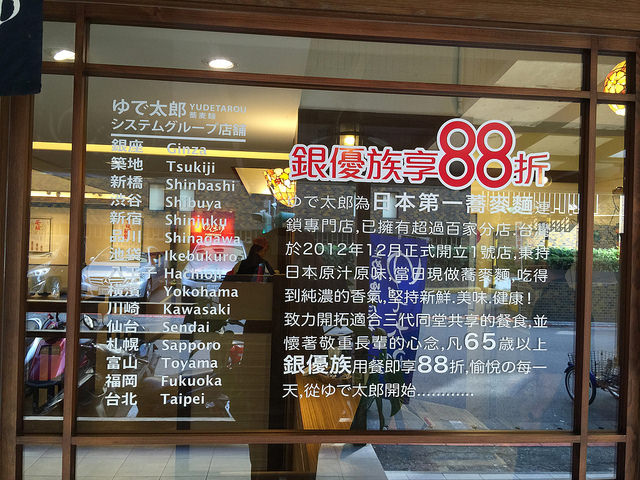 ゆで太郎 YUDETAROU
蕎麦麺
システムグループ店舗
銀座 Ginza
築地 Tsukiji
新橋 Shinbashi
渋谷 Shibuya
新宿 Shinjuku
品川 Shinagawa
池袋 Ikebukuro
八王子 Hachioji
横濱 Yokohama
川崎 Kawasaki
仙台 Sendai
札幌 Sapporo
富山 Toyama
福岡 Fukuoka
台北 Taipei
銀優族享88折
ゆで太郎為日本第一蕎麥麵連
鎖專門店,已擁有超過百家分店.台灣
於2012年12月正式開立1號店,秉持
日本原汁原味,當日現做蕎麥麵,吃得
到純濃的香氣,堅持新鮮.美味.健康!
致力開拓適合三代同堂共享的餐食,並
懷著敬重長輩的心念,凡65歲以上
銀優族用餐即享88折,愉悅の每一
天,從ゆで太郎開始............